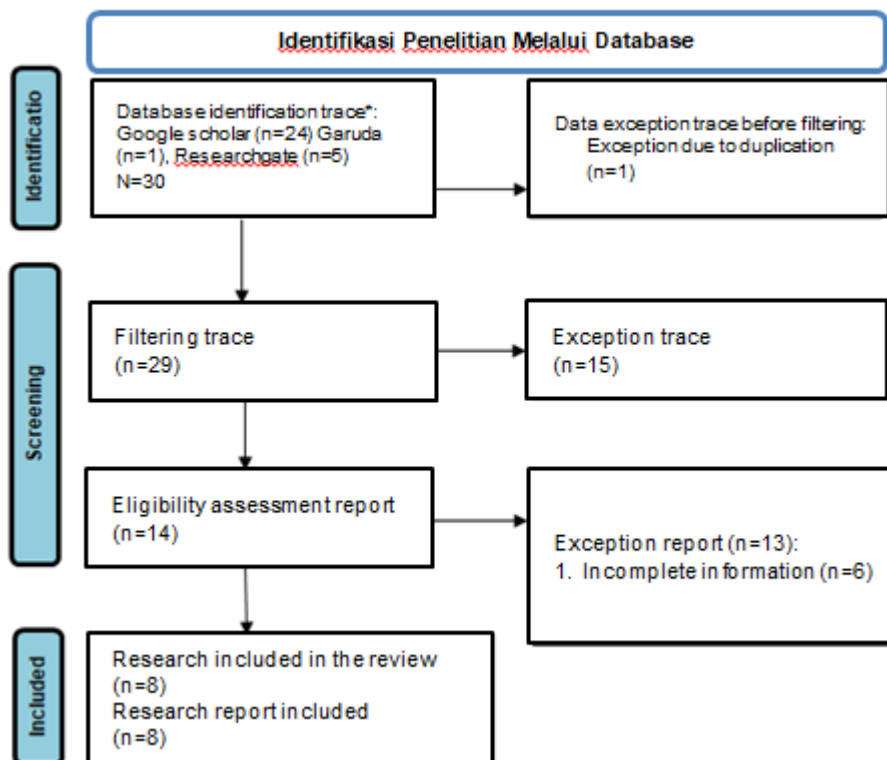 Identifikasi Penelitian Melalui Database
Identificatio
Database identification trace*:
Google scholar (n=24) Garuda
(n=1), Researchgate (n=5)
N=30
Data exception trace before filtering:
Exception due to duplication
(n=1)
Screening
Filtering trace
(n=29)
Exception trace
(n=15)
Eligibility assessment report
(n=14)
Exception report (n=13):
1. Incomplete information (n=6)
Included
Research included in the review
(n=8)
Research report included
(n=8)